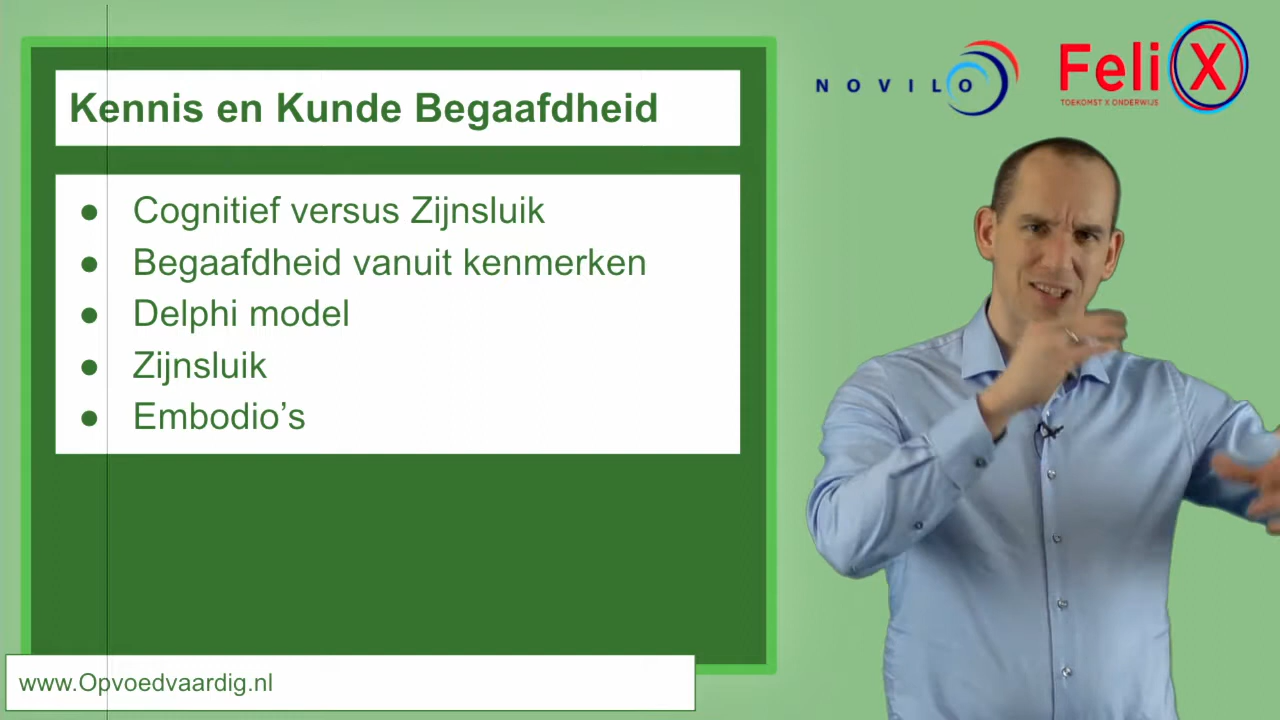 Kennis en Kunde Begaafdheid
● Cognitief versus Zijnsluik
● Begaafdheid vanuit kenmerken
● Delphi model
● Zijnsluik
● Embodio’s
www.Opvoedvaardig.nl
NOVILO
FeliX
TOEKOMST X ONDERWIJS